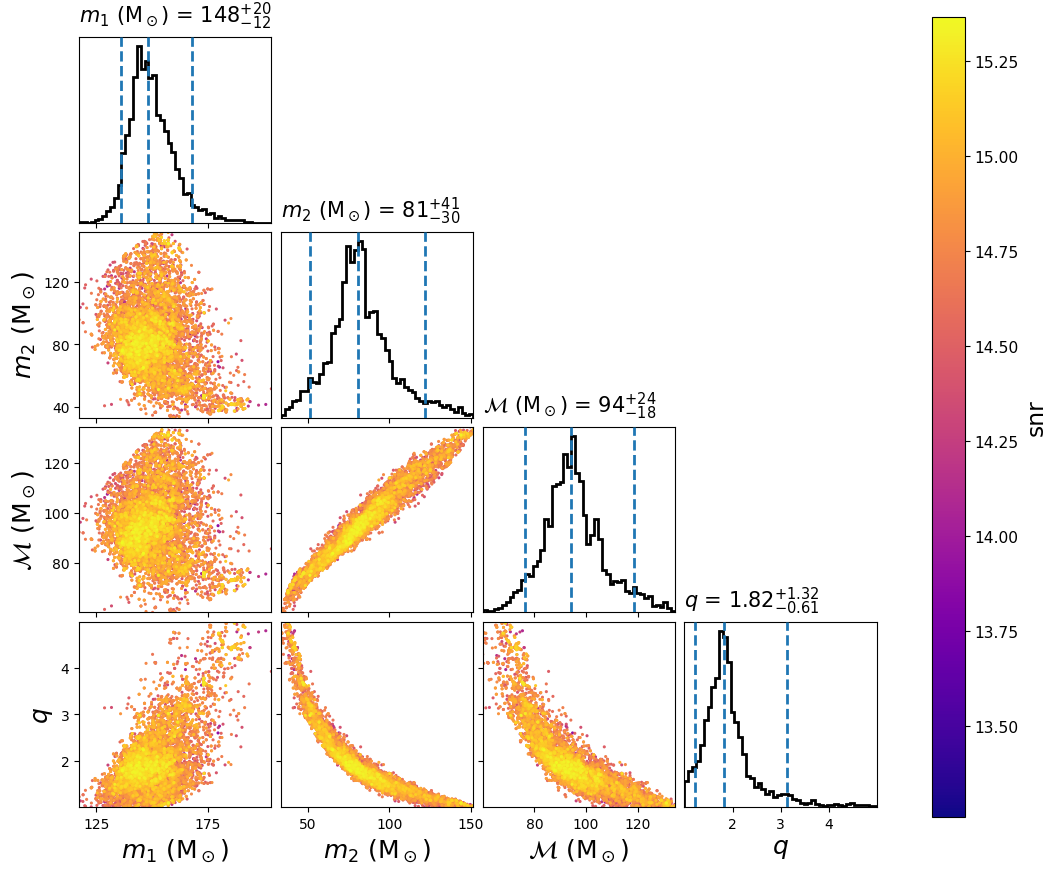 m₁ (M⊙) = 148⁺²⁰₋₁₂
m₂ (M⊙) = 81⁺⁴¹₋₃₀
ℳ (M⊙) = 94⁺²⁴₋₁₈
q = 1.82⁺¹·³²₋₀.₆₁
m₂ (M⊙)
120
80
40
ℳ (M⊙)
120
100
80
q
4
3
2
125 175
m₁ (M⊙)
50 100 150
m₂ (M⊙)
80 100 120
ℳ (M⊙)
2 3 4
q
15.25
15.00
14.75
14.50
14.25
14.00
13.75
13.50
snr